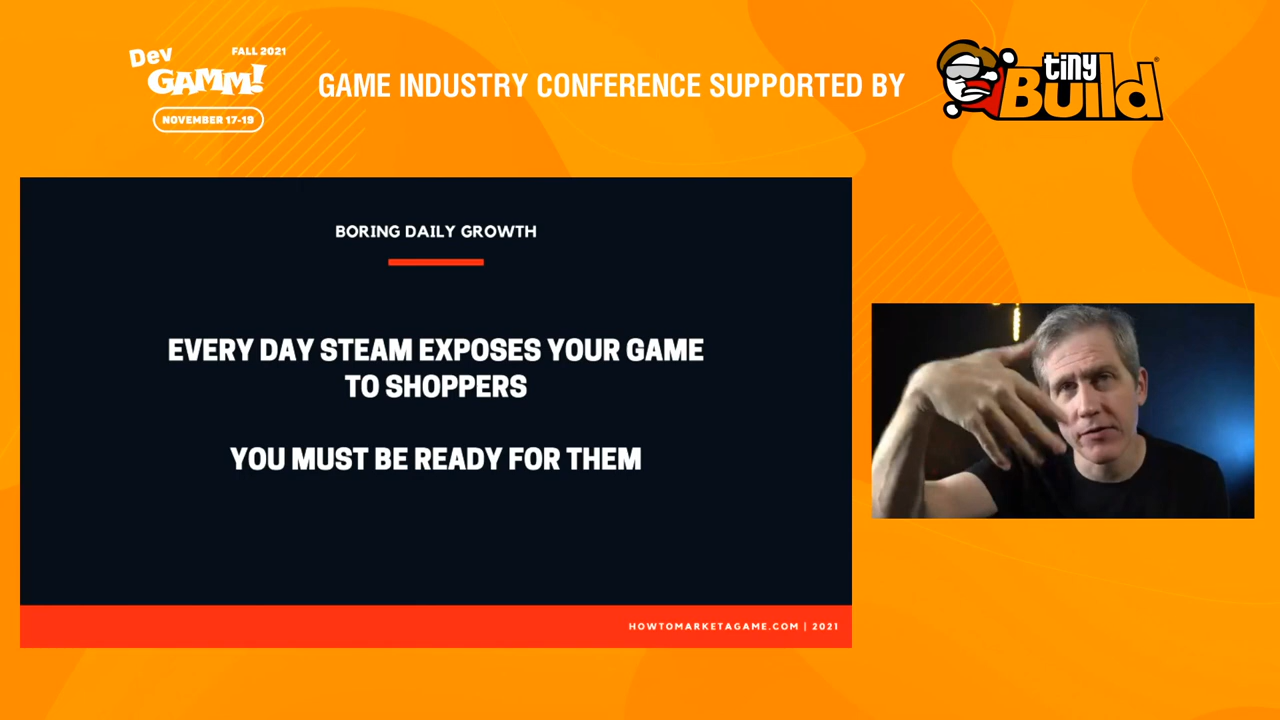 Dev
GAMM!
FALL 2021
NOVEMBER 17-19
GAME INDUSTRY CONFERENCE SUPPORTED BY
tiny
Build
BORING DAILY GROWTH
EVERY DAY STEAM EXPOSES YOUR GAME
TO SHOPPERS
YOU MUST BE READY FOR THEM
HOWTOMARKETAGAME.COM | 2021